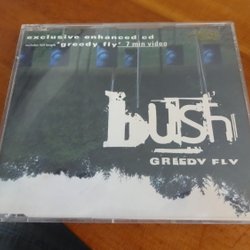 exclusive enhanced cd
includes full length "greedy fly" 7 min video
bush
GREEDY FLY